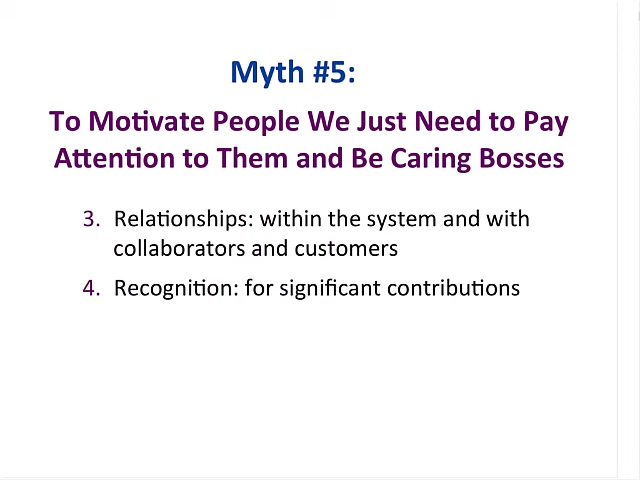 Myth #5:
To Motivate People We Just Need to Pay
Attention to Them and Be Caring Bosses
3. Relationships: within the system and with
collaborators and customers
4. Recognition: for significant contributions